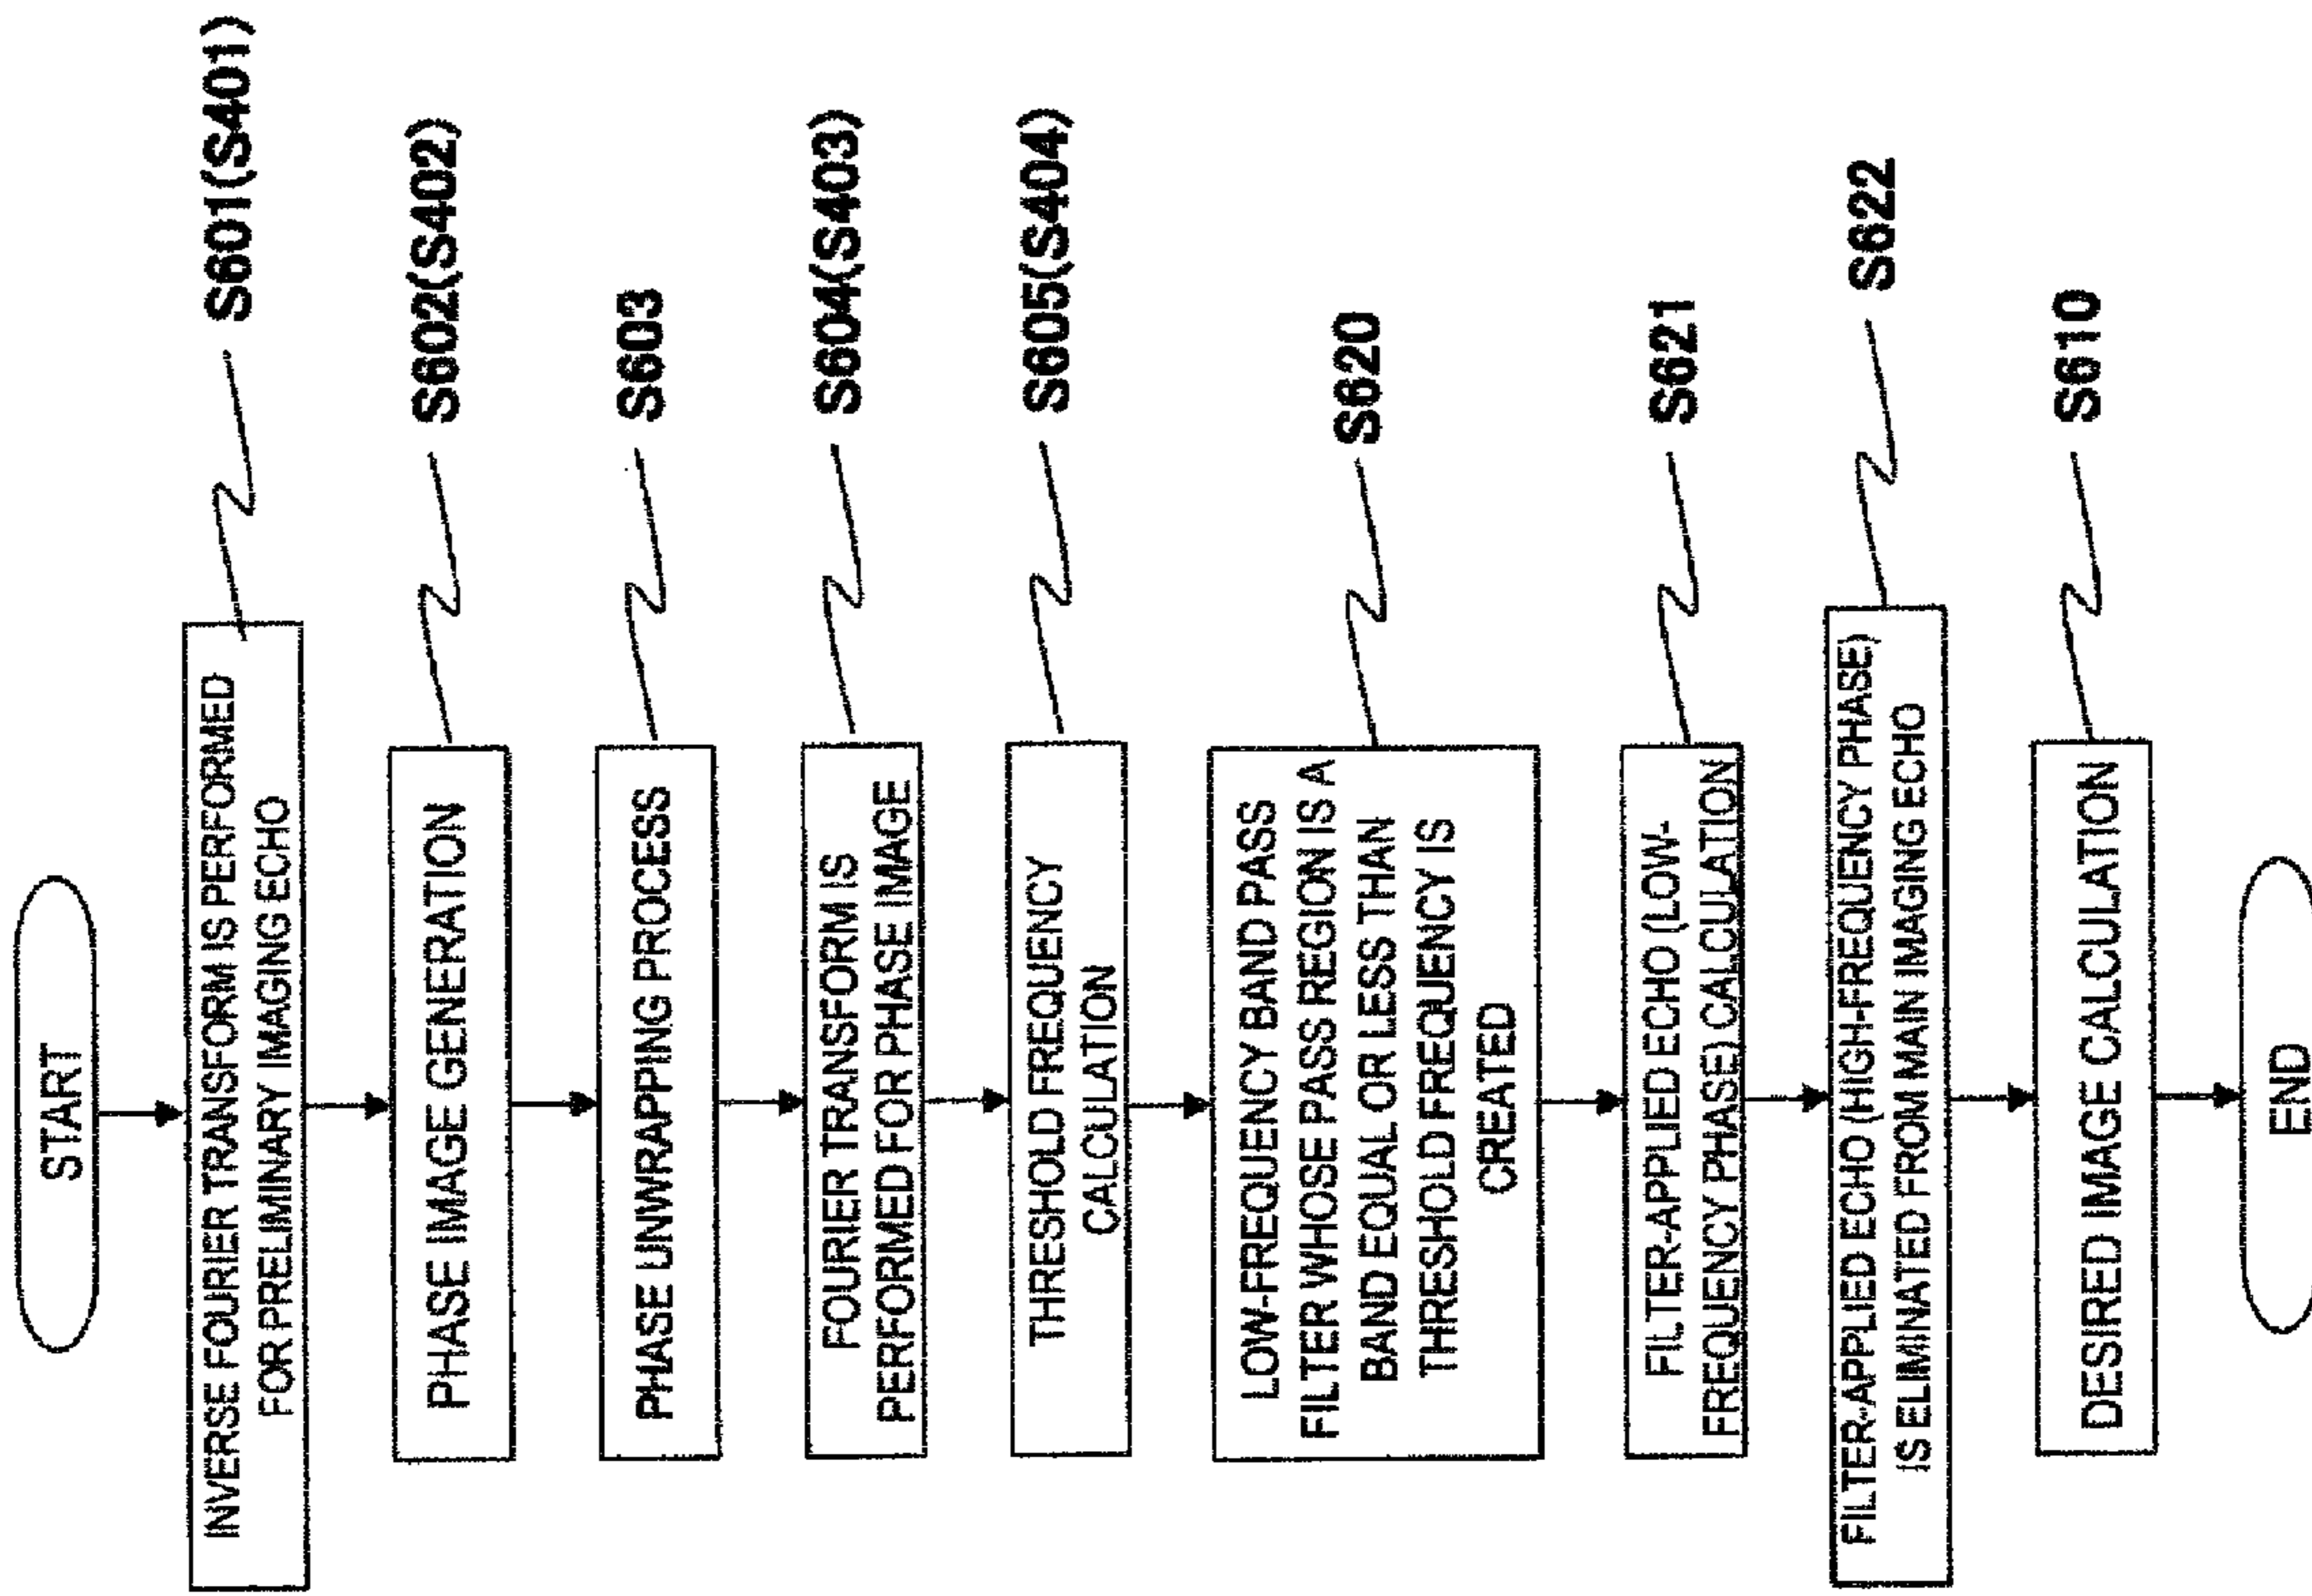 START
INVERSE FOURIER TRANSFORM IS PERFORMED
FOR PRELIMINARY IMAGING ECHO
S601(S401)
PHASE IMAGE GENERATION
S602(S402)
PHASE UNWRAPPING PROCESS
S603
FOURIER TRANSFORM IS
PERFORMED FOR PHASE IMAGE
S604(S403)
THRESHOLD FREQUENCY
CALCULATION
S605(S404)
LOW-FREQUENCY BAND PASS
FILTER WHOSE PASS REGION IS A
BAND EQUAL OR LESS THAN
THRESHOLD FREQUENCY IS
CREATED
S620
FILTER-APPLIED ECHO (LOW-
FREQUENCY PHASE) CALCULATION
S621
FILTER-APPLIED ECHO (HIGH-FREQUENCY PHASE)
IS ELIMINATED FROM MAIN IMAGING ECHO
S622
DESIRED IMAGE CALCULATION
S610
END